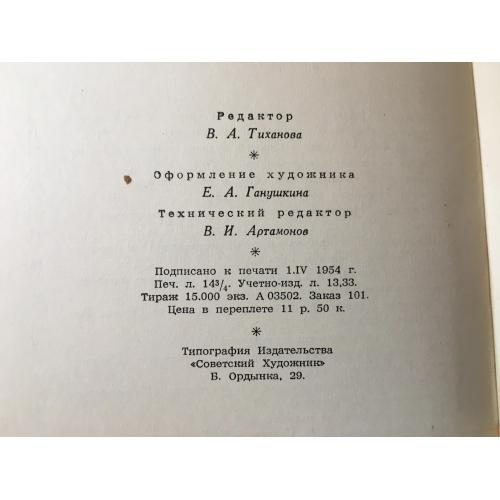 Редактор
В. А. Тиханова
*
Оформление художника
Е. А. Ганушкина
Технический редактор
В. И. Артамонов
*
Подписано к печати 1.IV 1954 г.
Печ. л. 14³/₄. Учетно-изд. л. 13,33.
Тираж 15.000 экз. А 03502. Заказ 101.
Цена в переплете 11 р. 50 к.
*
Типография Издательства
«Советский Художник»
Б. Ордынка, 29.